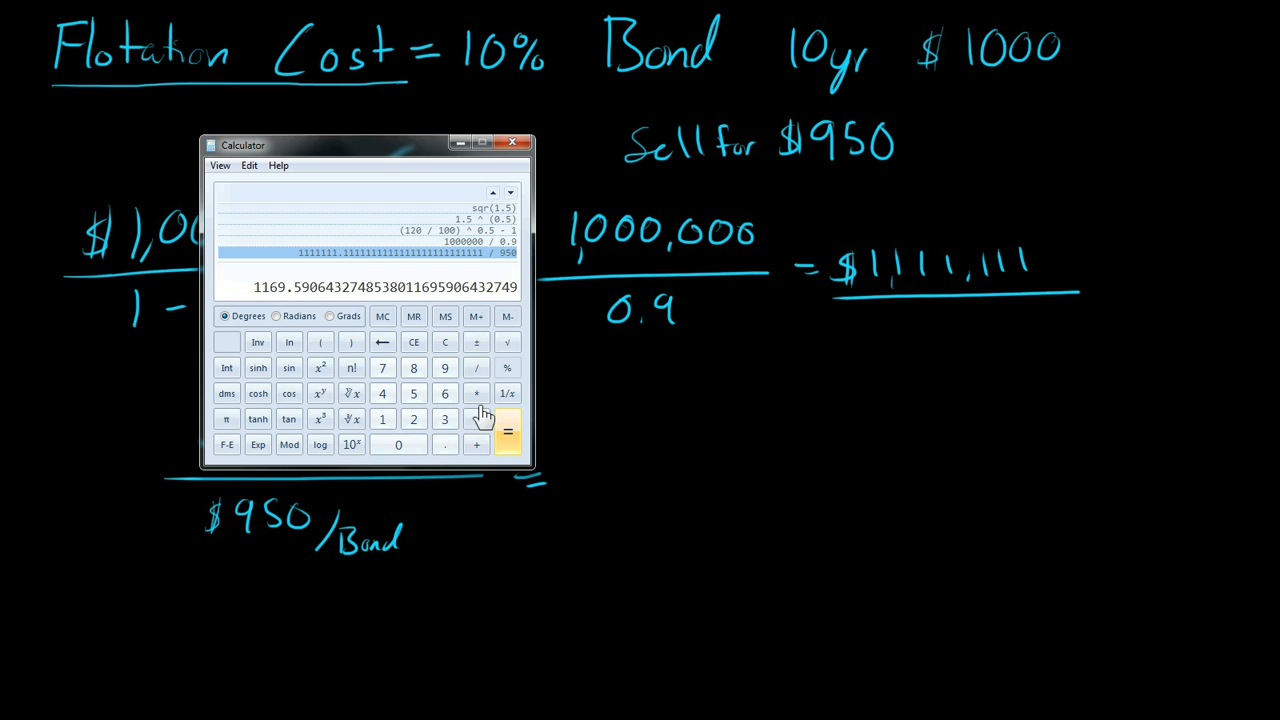 Flotation Cost = 10% Bond 10yr $1000
Sell for $950
$1,00
1 -
1,000,000
0.9
= $1,111,111
Calculator
View Edit Help
sqr(1.5)
1.5 ^ (0.5)
(120 / 100) ^ 0.5 - 1
1000000 / 0.9
1111111.1111111111111111111111111 / 950
1169.5906432748538011695906432749
Degrees Radians Grads MC MR MS M+ M-
Inv ln ( ) ← CE C ± √
Int sinh sin x² n! 7 8 9 / %
dms cosh cos xʸ ʸ√x 4 5 6 * 1/x
π tanh tan x³ ³√x 1 2 3 =
F-E Exp Mod log 10ˣ 0 . +
=
$950/Bond